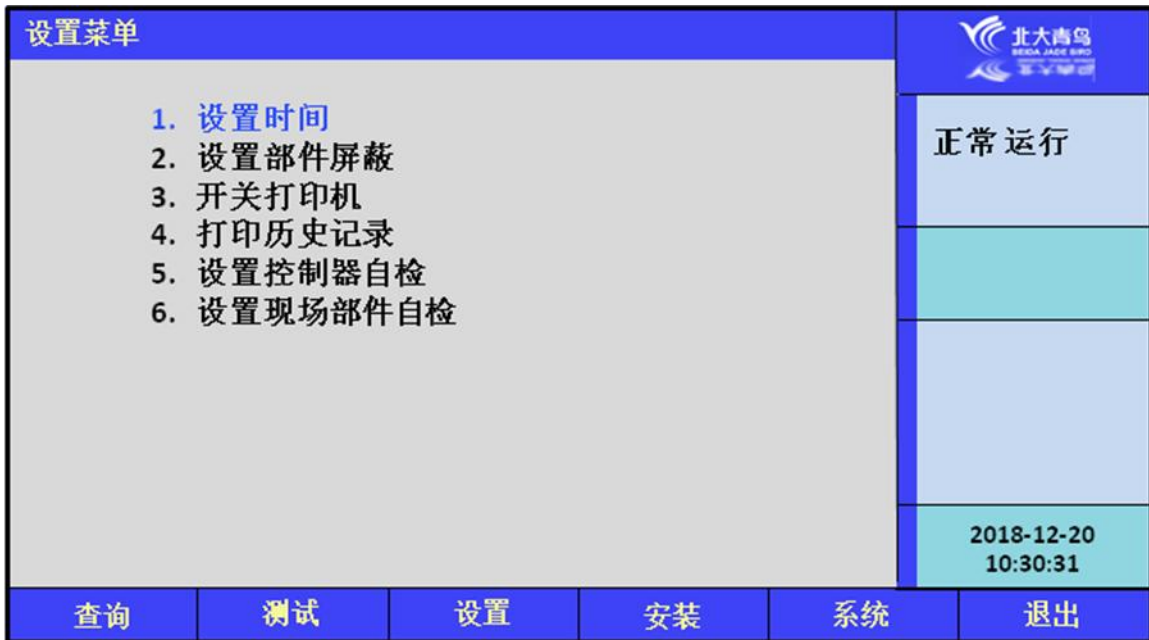 设置菜单
北大青鸟
BEIDA JADE BIRD
1. 设置时间
2. 设置部件屏蔽
3. 开关打印机
4. 打印历史记录
5. 设置控制器自检
6. 设置现场部件自检
正常运行
2018-12-20
10:30:31
查询 测试 设置 安装 系统 退出